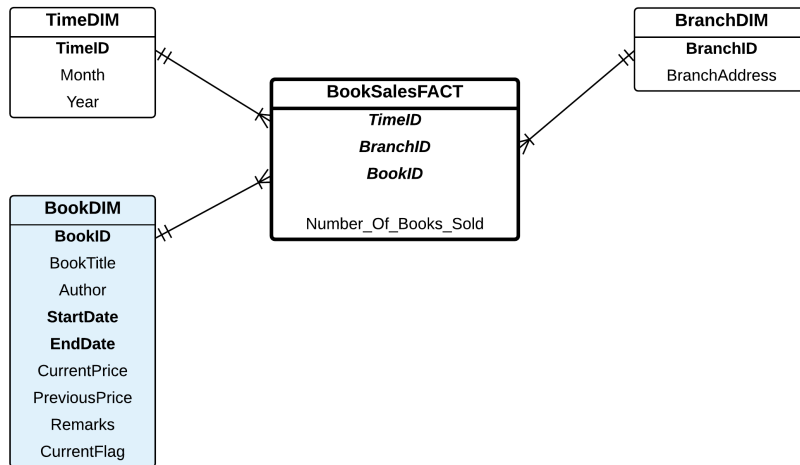 TimeDIM
TimeID
Month
Year
BookSalesFACT
TimeID
BranchID
BookID
Number_Of_Books_Sold
BranchDIM
BranchID
BranchAddress
BookDIM
BookID
BookTitle
Author
StartDate
EndDate
CurrentPrice
PreviousPrice
Remarks
CurrentFlag